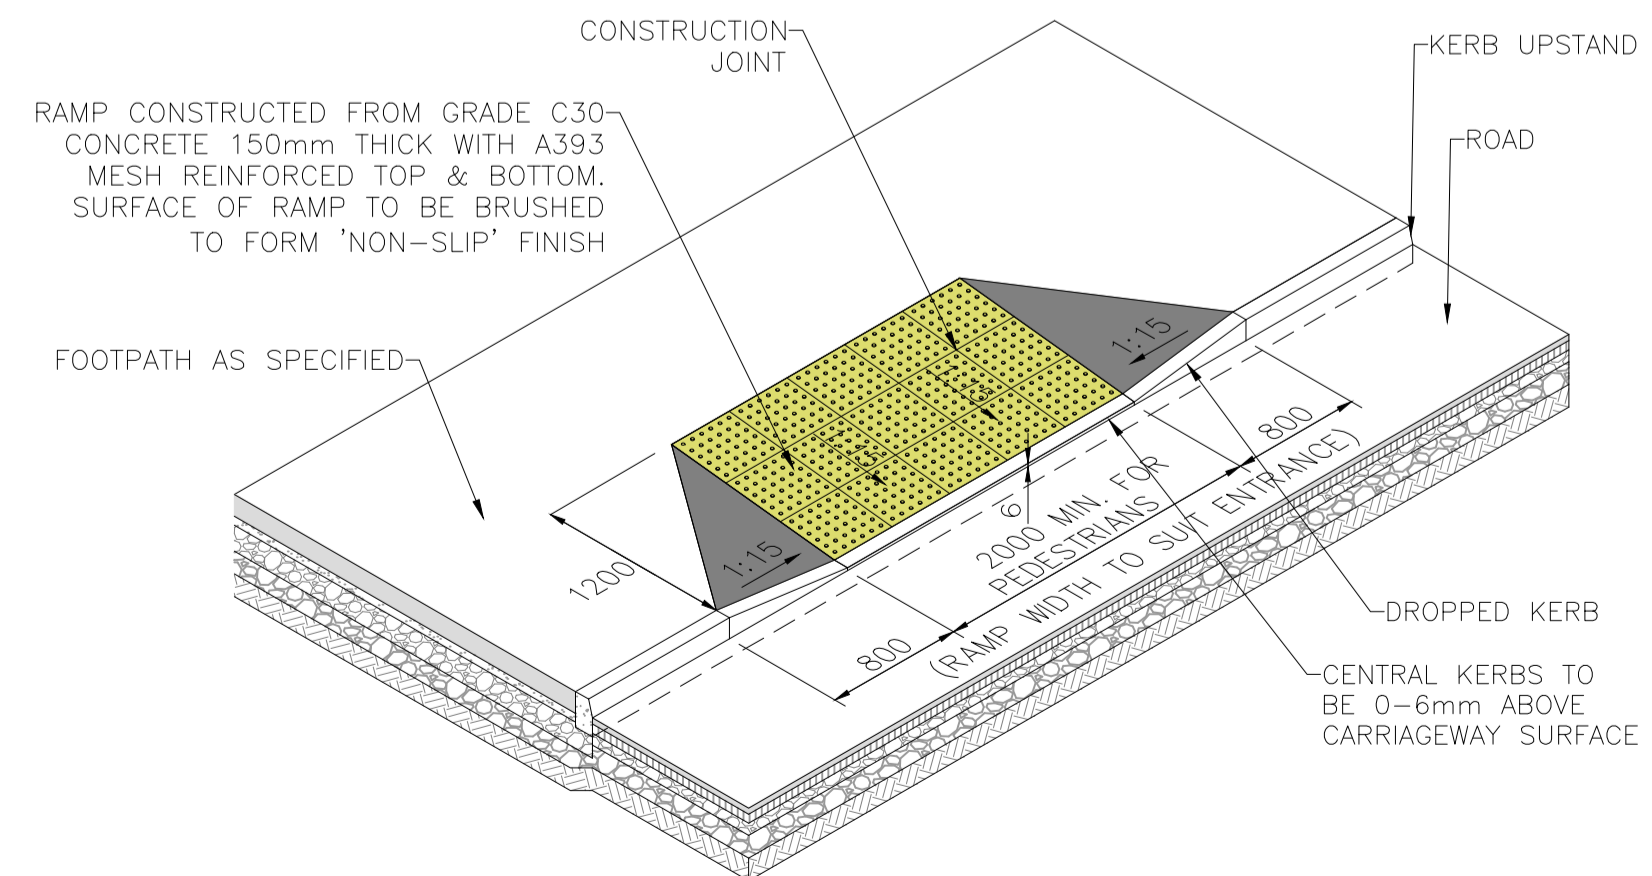 CONSTRUCTION
JOINT
KERB UPSTAND
RAMP CONSTRUCTED FROM GRADE C30
CONCRETE 150mm THICK WITH A393
MESH REINFORCED TOP & BOTTOM.
SURFACE OF RAMP TO BE BRUSHED
TO FORM 'NON-SLIP' FINISH
ROAD
FOOTPATH AS SPECIFIED
1:15
1:15
1:15
1:15
1200
800
6
2000 MIN. FOR
PEDESTRIANS
(RAMP WIDTH TO SUIT ENTRANCE)
800
DROPPED KERB
CENTRAL KERBS TO
BE 0-6mm ABOVE
CARRIAGEWAY SURFACE